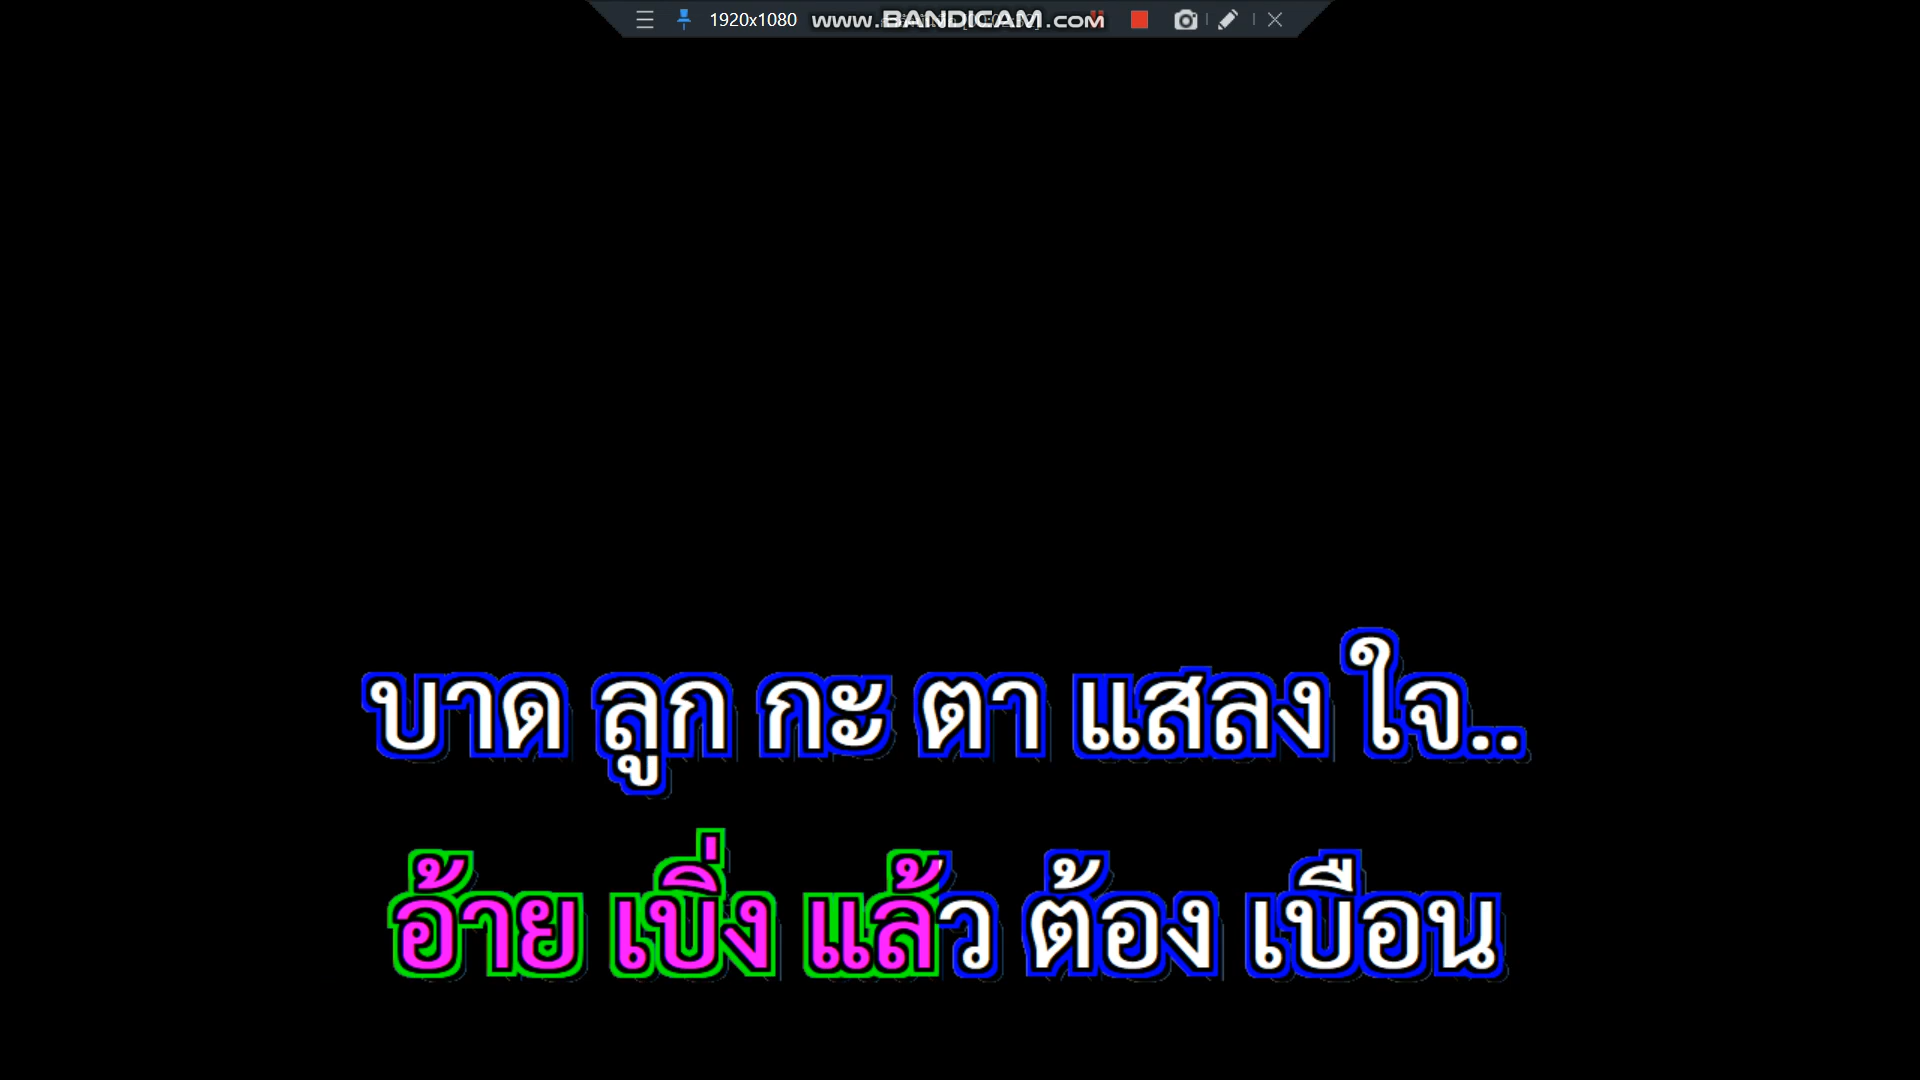 1920x1080 www.BANDICAM.com
บาด ลูก กะ ตา แสลง ใจ..
อ้าย เบิ่ง แล้ว ต้อง เบือน